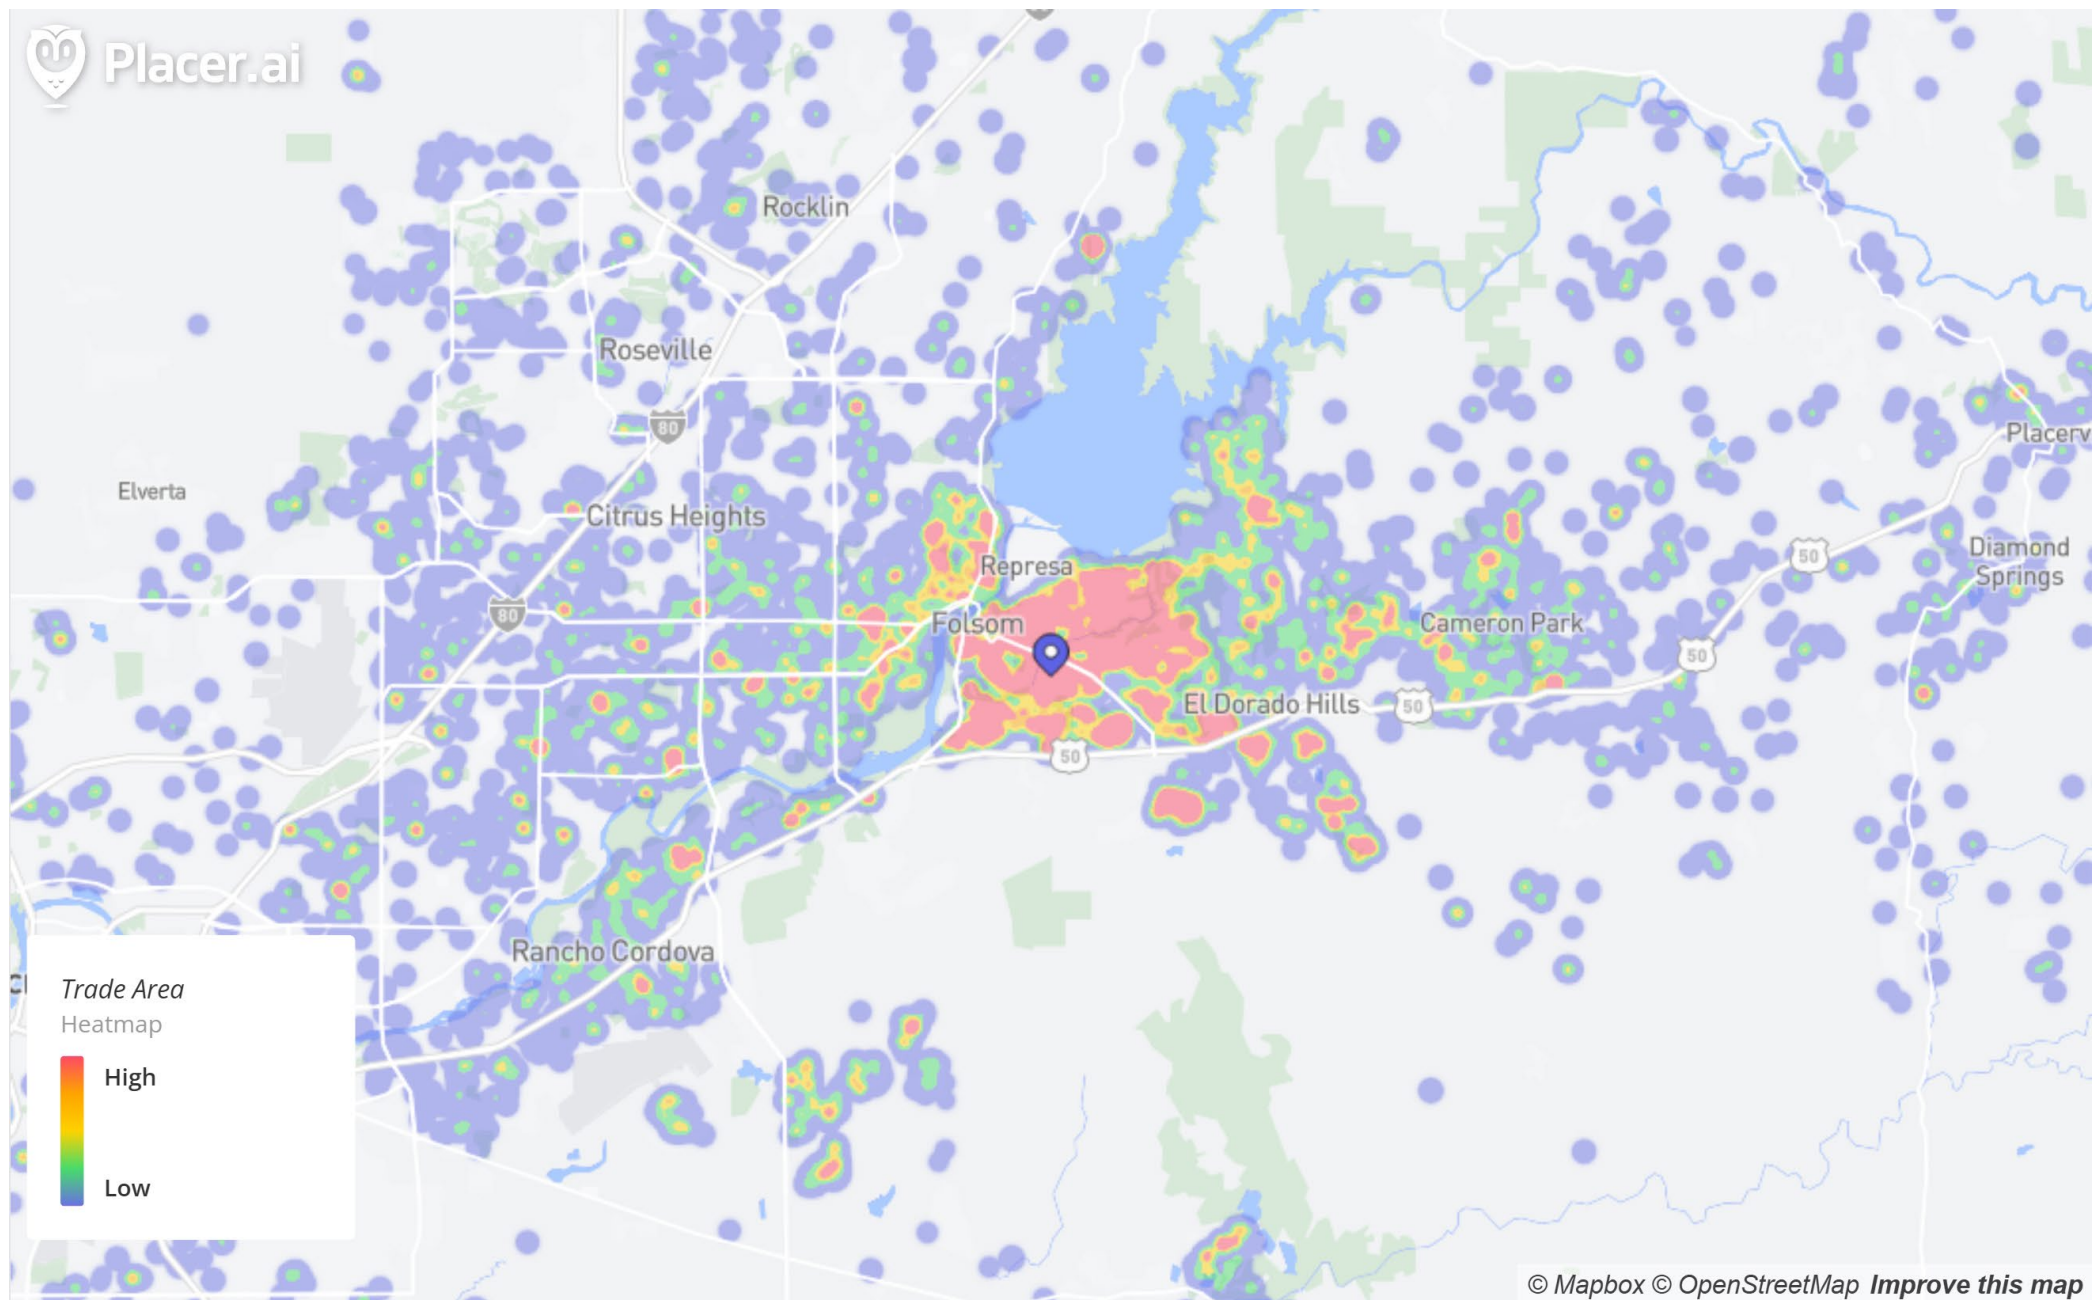 Placer.ai
Rocklin
Roseville
80
Elverta
Citrus Heights
Placerv
50
Diamond
Springs
Represa
80
Folsom
Cameron Park
50
El Dorado Hills
50
50
Rancho Cordova
Trade Area
Heatmap
High
Low
© Mapbox © OpenStreetMap Improve this map